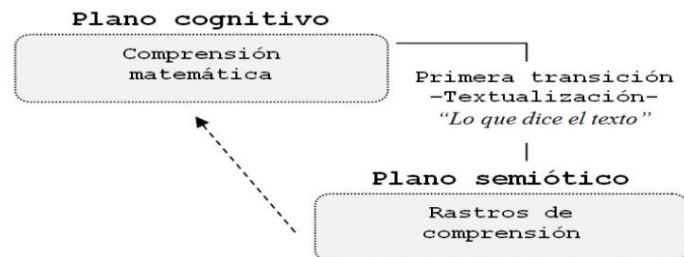 Plano cognitivo
Comprensión
matemática
Primera transición
–Textualización–
“Lo que dice el texto”
Plano semiótico
Rastros de
comprensión